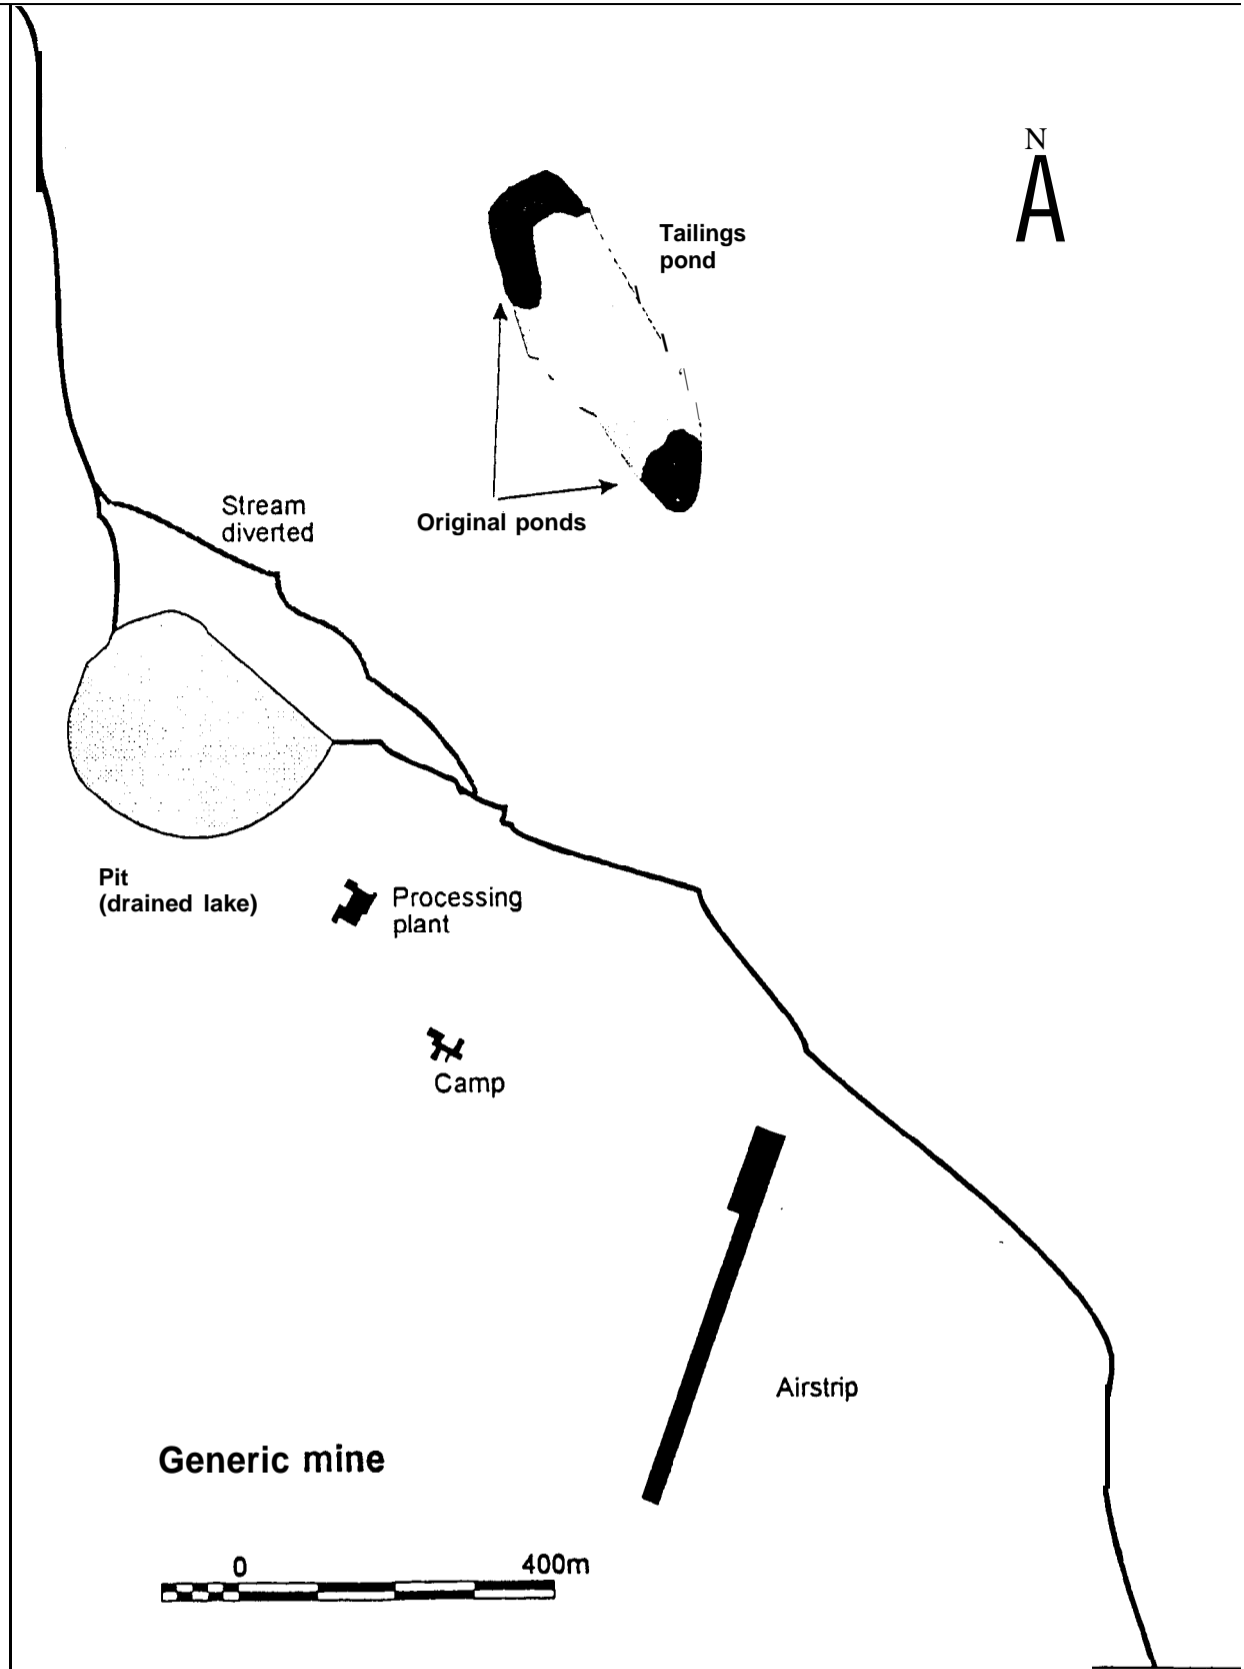 N
Tailings
pond
Stream
diverted
Original ponds
Pit
(drained lake)
Processing
plant
Camp
Airstrip
Generic mine
0 400m